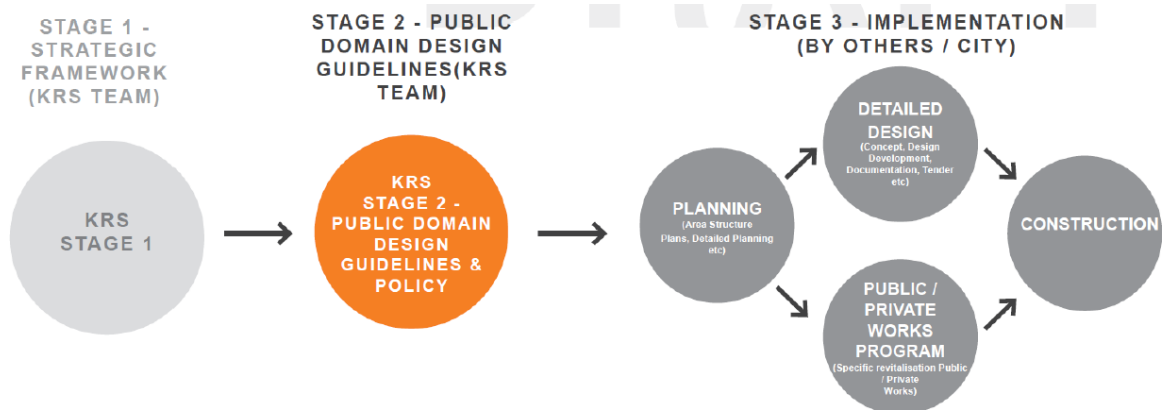 STAGE 1 -
STRATEGIC
FRAMEWORK
(KRS TEAM)
STAGE 2 - PUBLIC
DOMAIN DESIGN
GUIDELINES(KRS
TEAM)
STAGE 3 - IMPLEMENTATION
(BY OTHERS / CITY)
KRS
STAGE 1
KRS
STAGE 2 -
PUBLIC DOMAIN
DESIGN
GUIDELINES &
POLICY
PLANNING
(Area Structure
Plans, Detailed Planning
etc)
DETAILED
DESIGN
(Concept, Design
Development,
Documentation, Tender
etc)
PUBLIC /
PRIVATE
WORKS
PROGRAM
(Specific revitalisation Public
/ Private
Works)
CONSTRUCTION